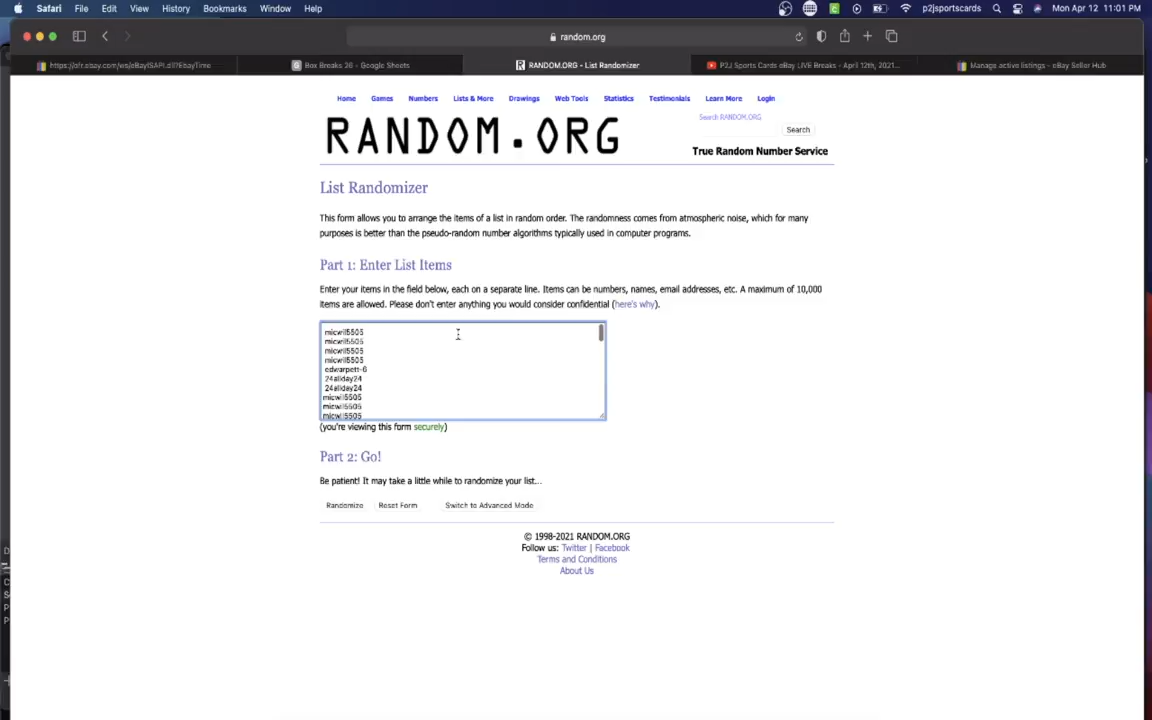 Safari File Edit View History Bookmarks Window Help p2jsportscards Mon Apr 12 11:01 PM
random.org
https://ofr.ebay.com/ws/eBayISAPI.dll?EbayTime Box Breaks 26 - Google Sheets RANDOM.ORG - List Randomizer P2J Sports Cards eBay LIVE Breaks - April 12th, 2021... Manage active listings - eBay Seller Hub
Home Games Numbers Lists & More Drawings Web Tools Statistics Testimonials Learn More Login
Search RANDOM.ORG
RANDOM.ORG
Search
True Random Number Service
List Randomizer
This form allows you to arrange the items of a list in random order. The randomness comes from atmospheric noise, which for many
purposes is better than the pseudo-random number algorithms typically used in computer programs.
Part 1: Enter List Items
Enter your items in the field below, each on a separate line. Items can be numbers, names, email addresses, etc. A maximum of 10,000
items are allowed. Please don't enter anything you would consider confidential (here's why).
micwil5505
micwil5505
micwil5505
micwil5505
edwarpett-6
24allday24
24allday24
micwil5505
micwil5505
micwil5505
(you're viewing this form securely)
Part 2: Go!
Be patient! It may take a little while to randomize your list...
Randomize Reset Form Switch to Advanced Mode
© 1998-2021 RANDOM.ORG
Follow us: Twitter | Facebook
Terms and Conditions
About Us